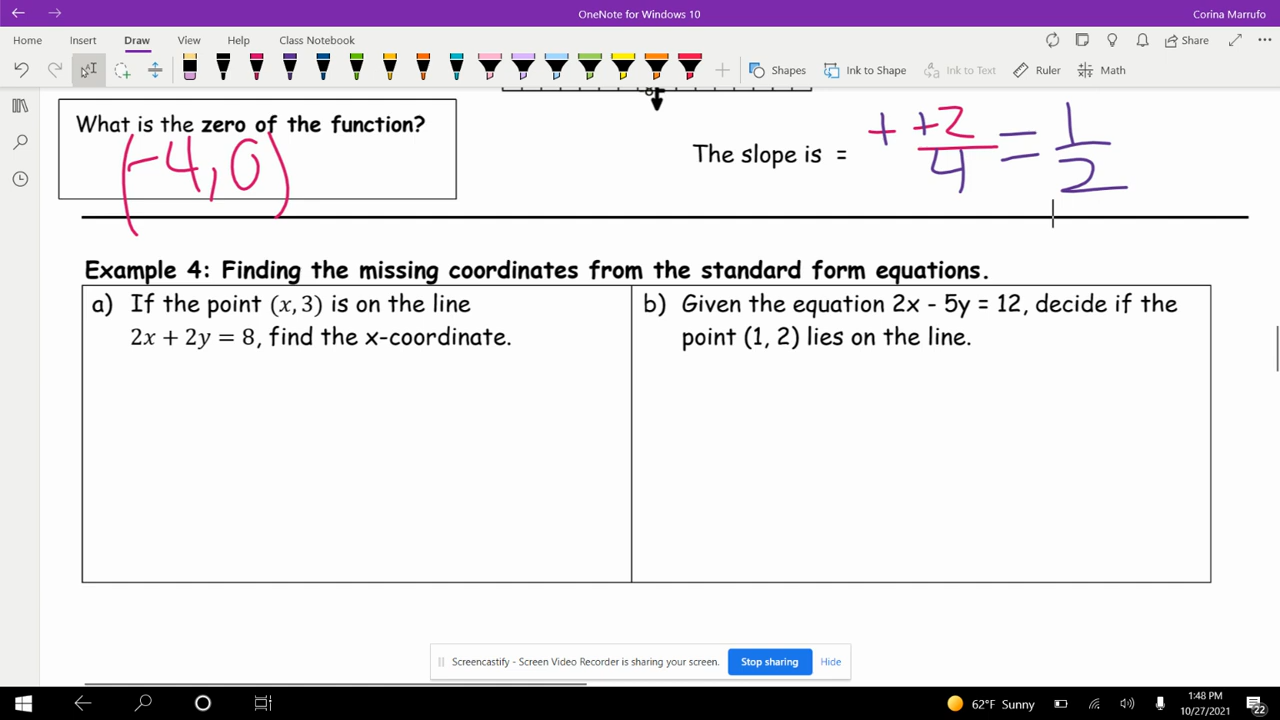 OneNote for Windows 10
Corina Marrufo
Home Insert Draw View Help Class Notebook
Share
Shapes Ink to Shape Ink to Text Ruler Math
What is the zero of the function?
(-4, 0)
The slope is = + +2/4 = 1/2
Example 4: Finding the missing coordinates from the standard form equations.
a) If the point (x, 3) is on the line
2x + 2y = 8, find the x-coordinate.
b) Given the equation 2x - 5y = 12, decide if the
point (1, 2) lies on the line.
Screencastify - Screen Video Recorder is sharing your screen.
Stop sharing
Hide
62°F Sunny
1:48 PM
10/27/2021
22